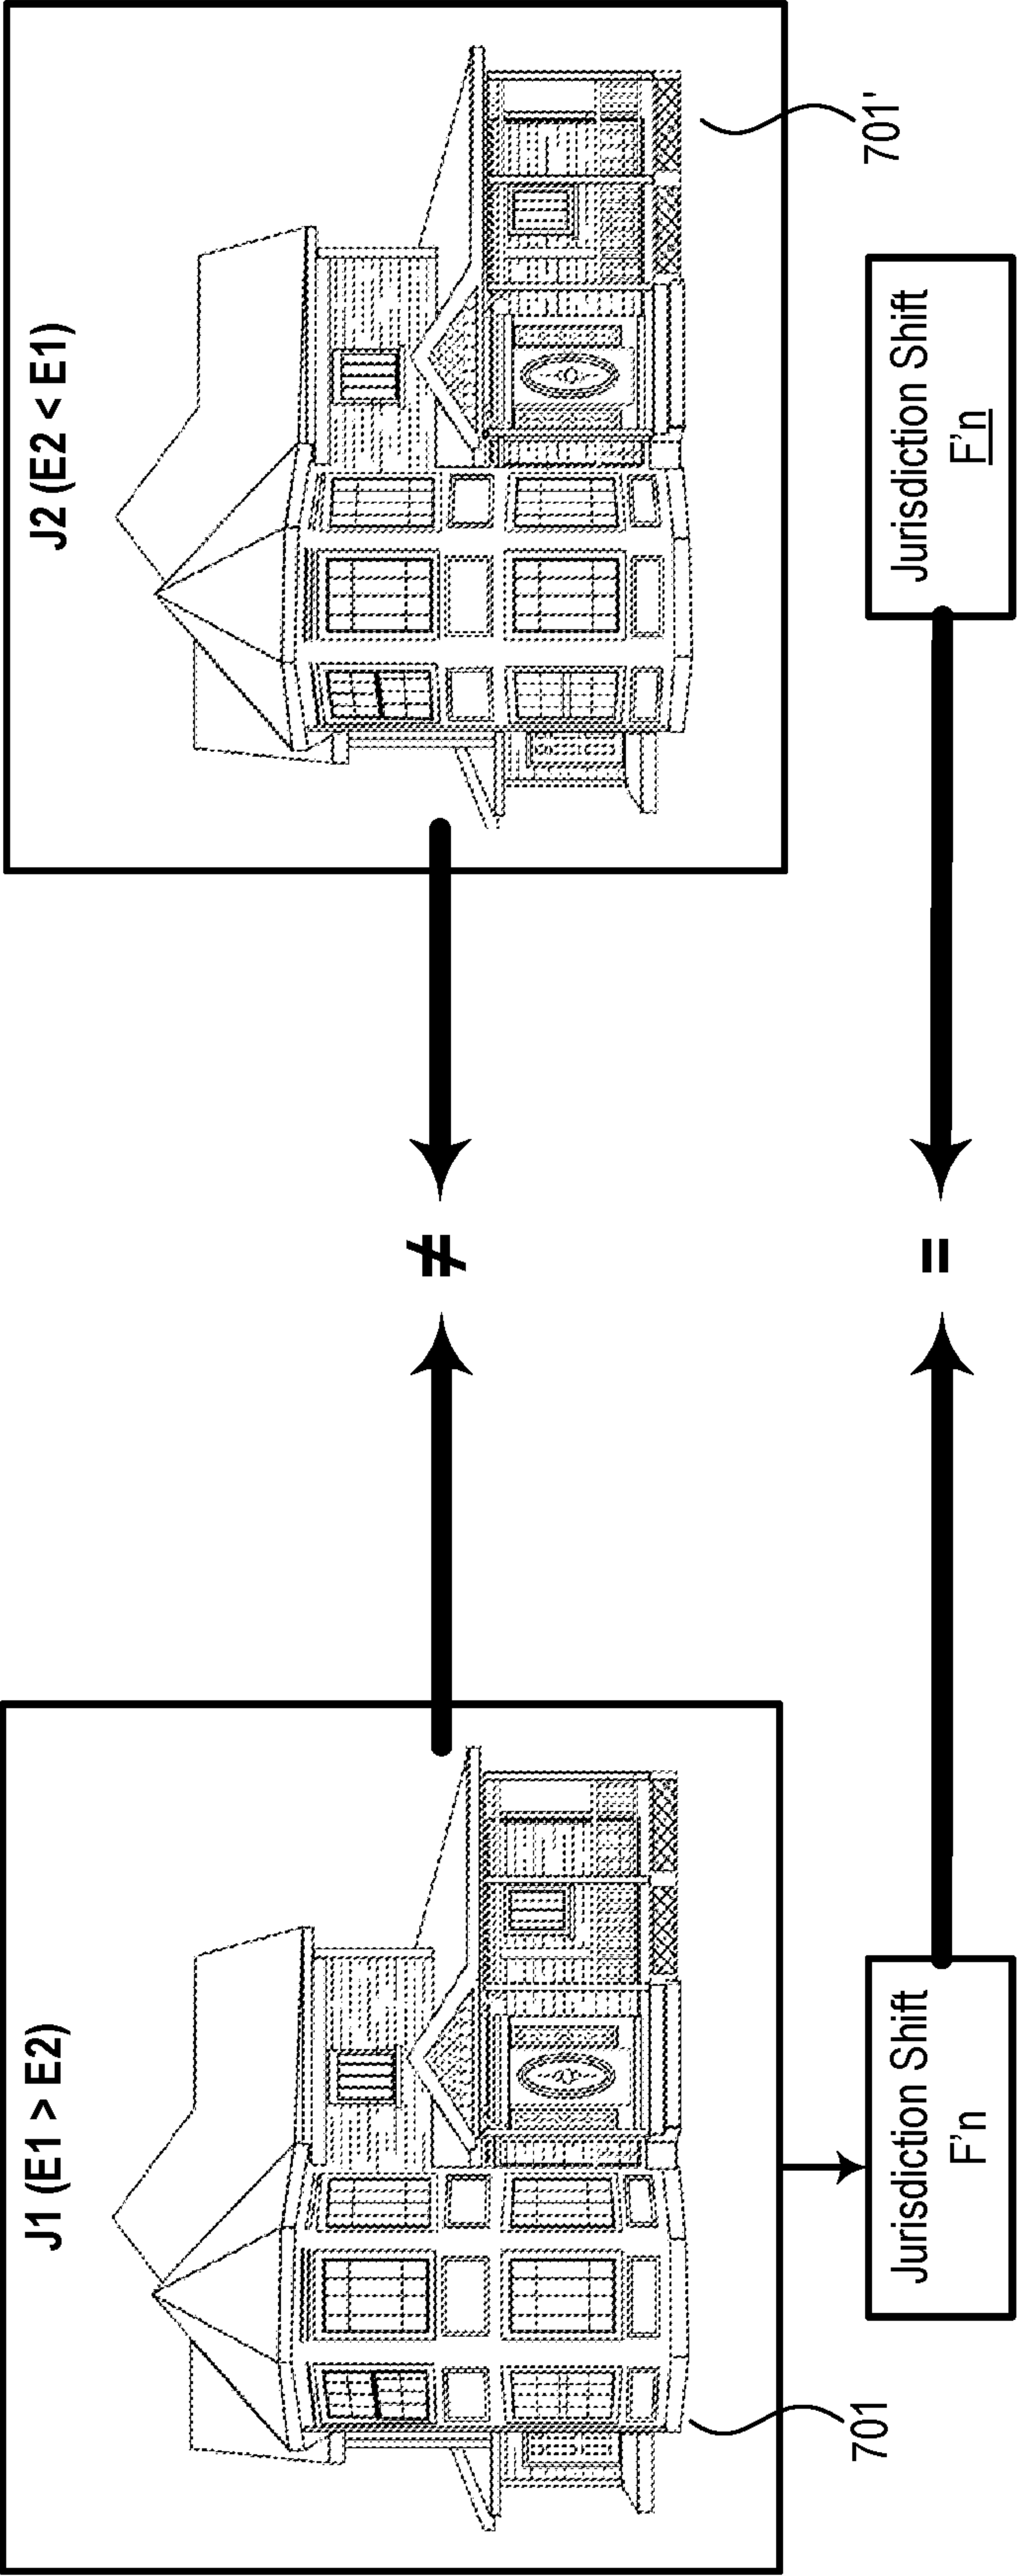 J1 (E1 > E2)
701
Jurisdiction Shift
F'n
≠
=
J2 (E2 < E1)
701'
Jurisdiction Shift
F'n